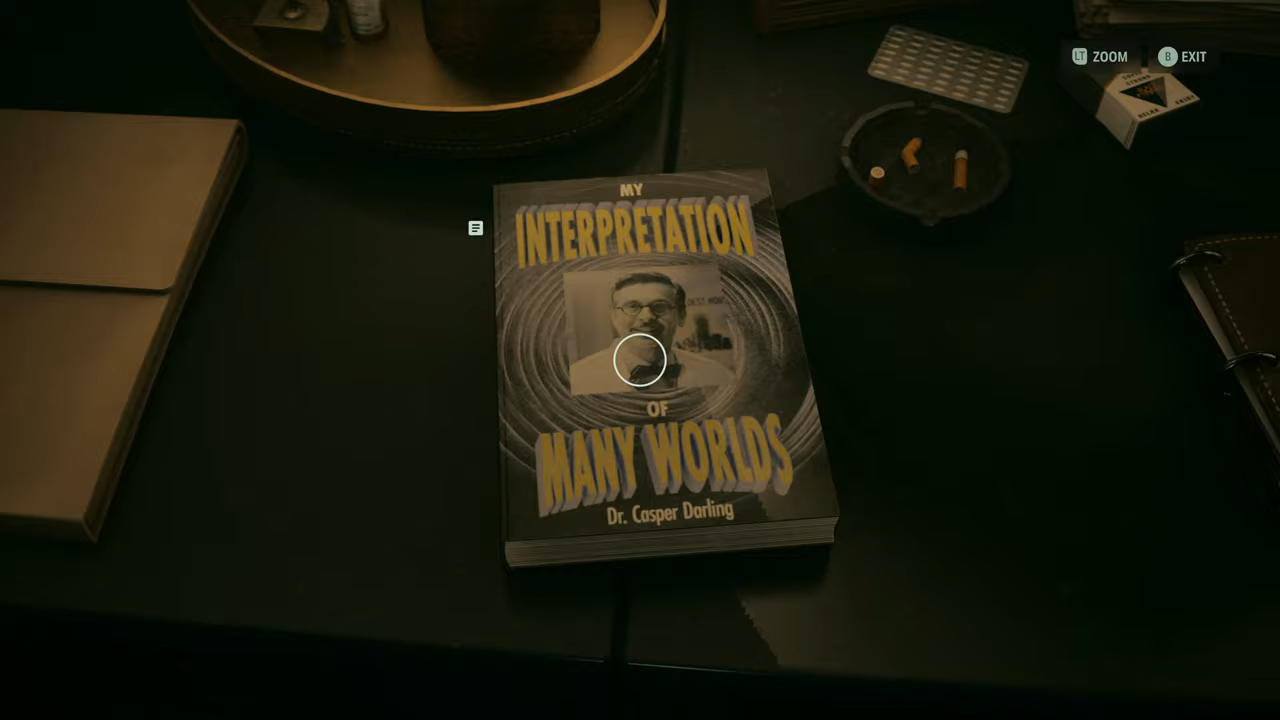 LT ZOOM B EXIT
MY
INTERPRETATION
OF
MANY WORLDS
Dr. Casper Darling